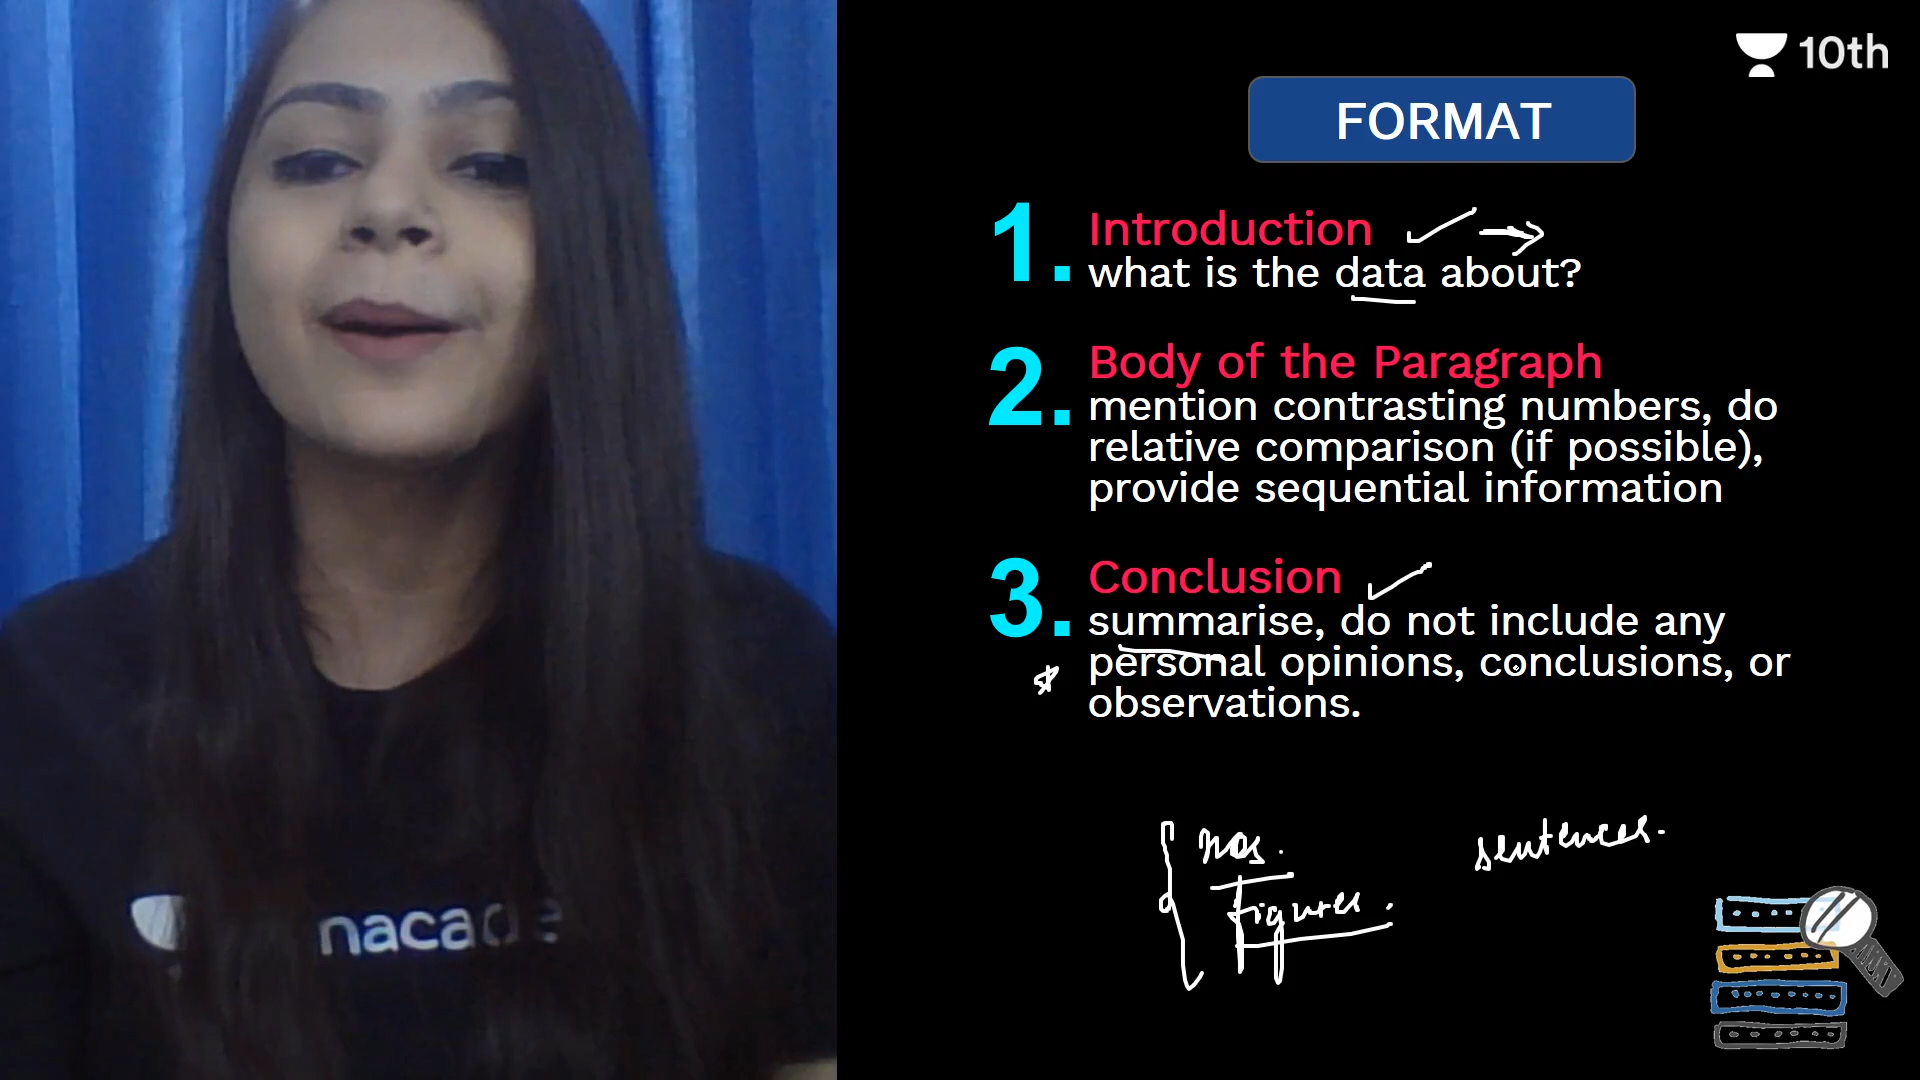 10th
FORMAT
1. Introduction
what is the data about?
2. Body of the Paragraph
mention contrasting numbers, do
relative comparison (if possible),
provide sequential information
3. Conclusion
summarise, do not include any
personal opinions, conclusions, or
observations.
nos.
figures.
sentences.
nacade